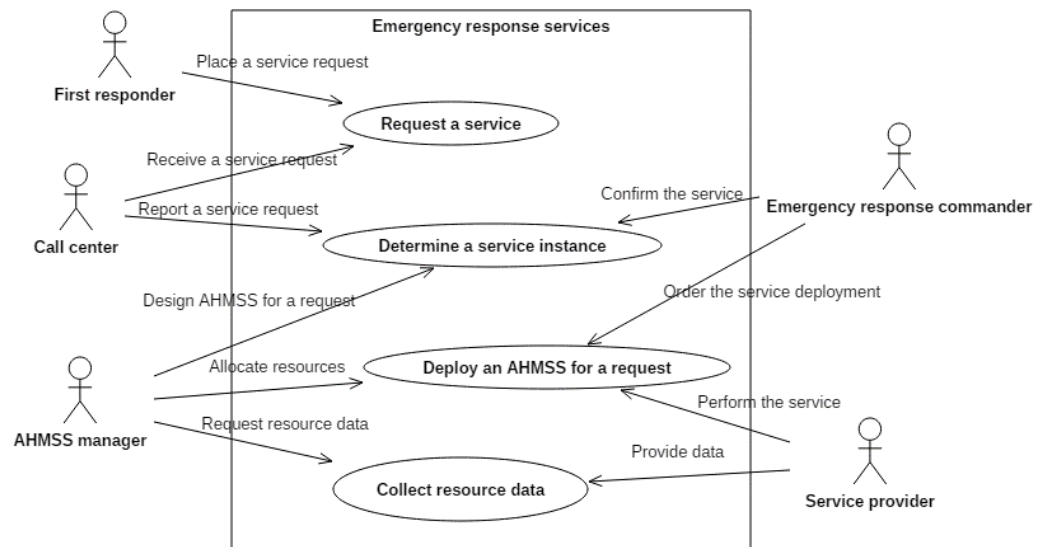 Emergency response services
Place a service request
First responder
Request a service
Receive a service request
Confirm the service
Report a service request
Emergency response commander
Call center
Determine a service instance
Design AHMSS for a request
Order the service deployment
Allocate resources
Deploy an AHMSS for a request
Perform the service
Request resource data
AHMSS manager
Provide data
Collect resource data
Service provider